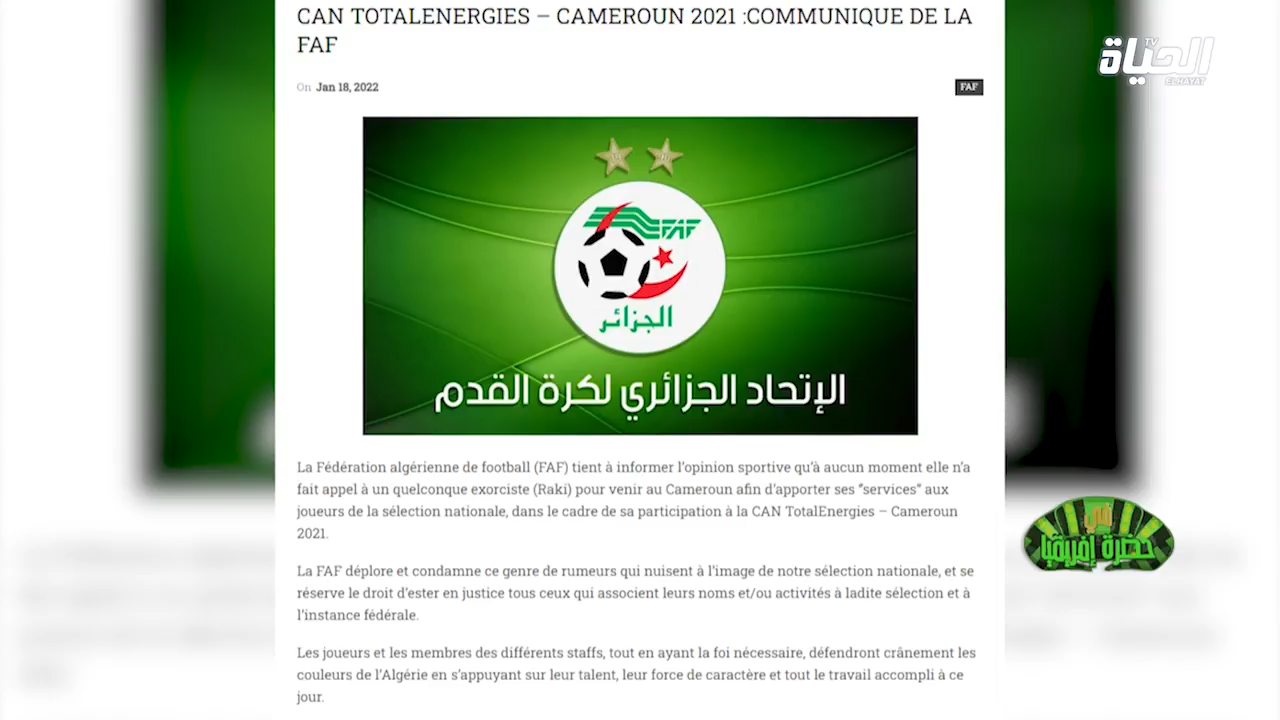 CAN TOTALENERGIES – CAMEROUN 2021 :COMMUNIQUE DE LA
FAF
On Jan 18, 2022
FAF
الحياة
TV
ELHAYAT
FAF
الجزائر
الإتحاد الجزائري لكرة القدم
La Fédération algérienne de football (FAF) tient à informer l'opinion sportive qu'à aucun moment elle n'a
fait appel à un quelconque exorciste (Raki) pour venir au Cameroun afin d'apporter ses “services” aux
joueurs de la sélection nationale, dans le cadre de sa participation à la CAN TotalEnergies – Cameroun
2021.
في
حضرة إفريقيا
La FAF déplore et condamne ce genre de rumeurs qui nuisent à l'image de notre sélection nationale, et se
réserve le droit d'ester en justice tous ceux qui associent leurs noms et/ou activités à ladite sélection et à
l'instance fédérale.
Les joueurs et les membres des différents staffs, tout en ayant la foi nécessaire, défendront crânement les
couleurs de l'Algérie en s'appuyant sur leur talent, leur force de caractère et tout le travail accompli à ce
jour.